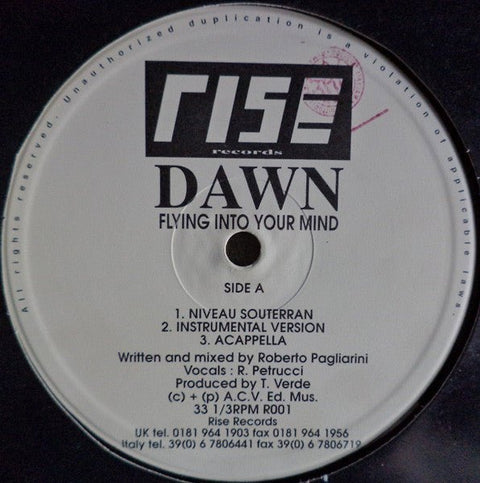 All rights reserved. Unauthorized duplication is a violation of applicable laws.
rise
records
DAWN
FLYING INTO YOUR MIND
SIDE A
1. NIVEAU SOUTERRAN
2. INSTRUMENTAL VERSION
3. ACAPPELLA
Written and mixed by Roberto Pagliarini
Vocals : R. Petrucci
Produced by T. Verde
(c) + (p) A.C.V. Ed. Mus.
33 1/3RPM R001
Rise Records
UK tel. 0181 964 1903 fax 0181 964 1956
Italy tel. 39(0) 6 7806441 fax 39(0) 6 7806719